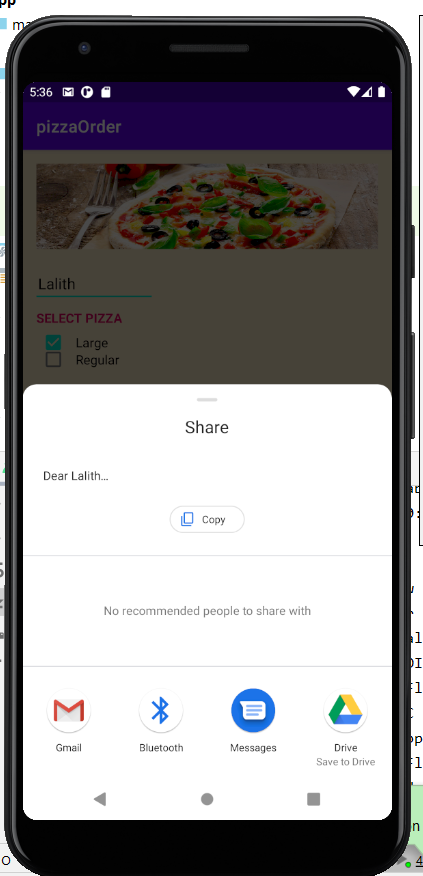 5:36
pizzaOrder
Lalith
SELECT PIZZA
Large
Regular
Share
Dear Lalith...
Copy
No recommended people to share with
Gmail
Bluetooth
Messages
Drive
Save to Drive